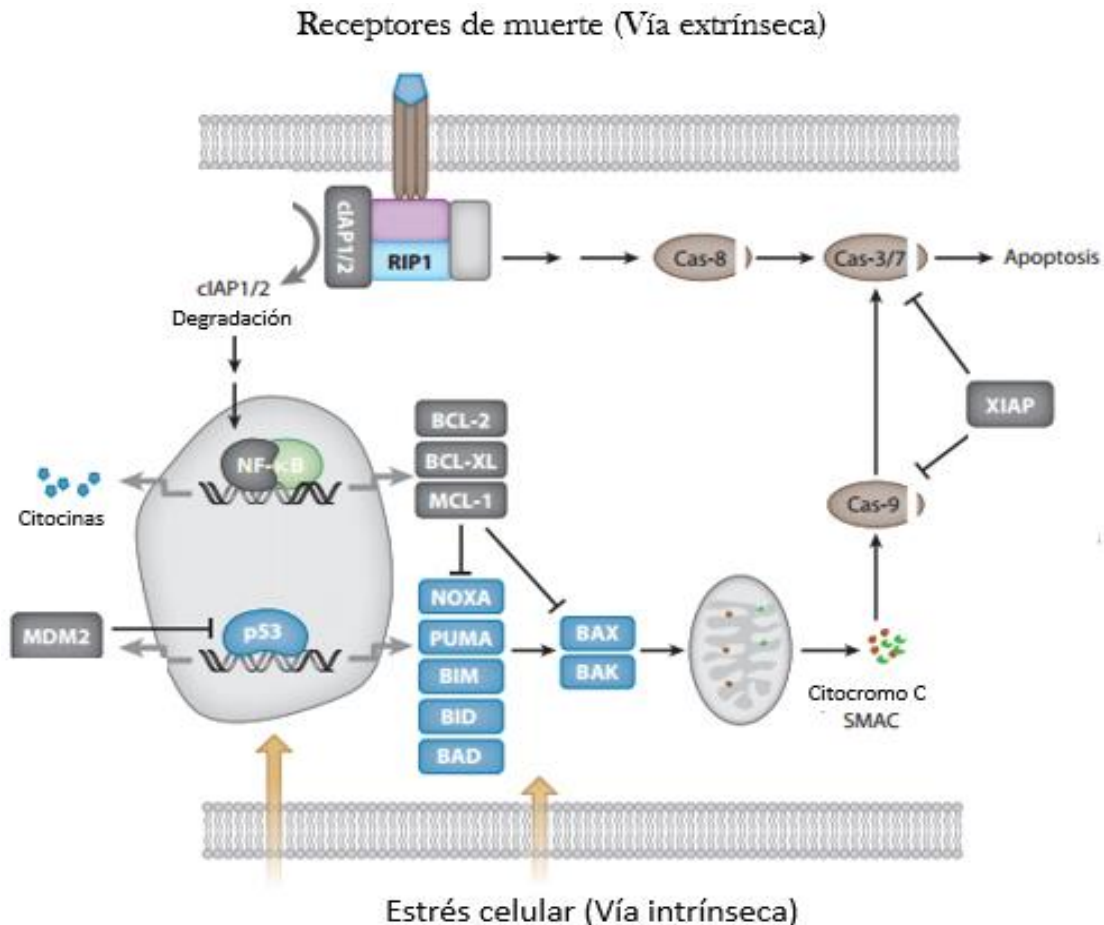 Receptores de muerte (Vía extrínseca)
cIAP1/2
RIP1
Cas-8
Cas-3/7
Apoptosis
cIAP1/2
Degradación
XIAP
BCL-2
BCL-XL
MCL-1
NF-κB
Citocinas
Cas-9
NOXA
PUMA
BIM
BID
BAD
MDM2
p53
BAX
BAK
Citocromo C
SMAC
Estrés celular (Vía intrínseca)